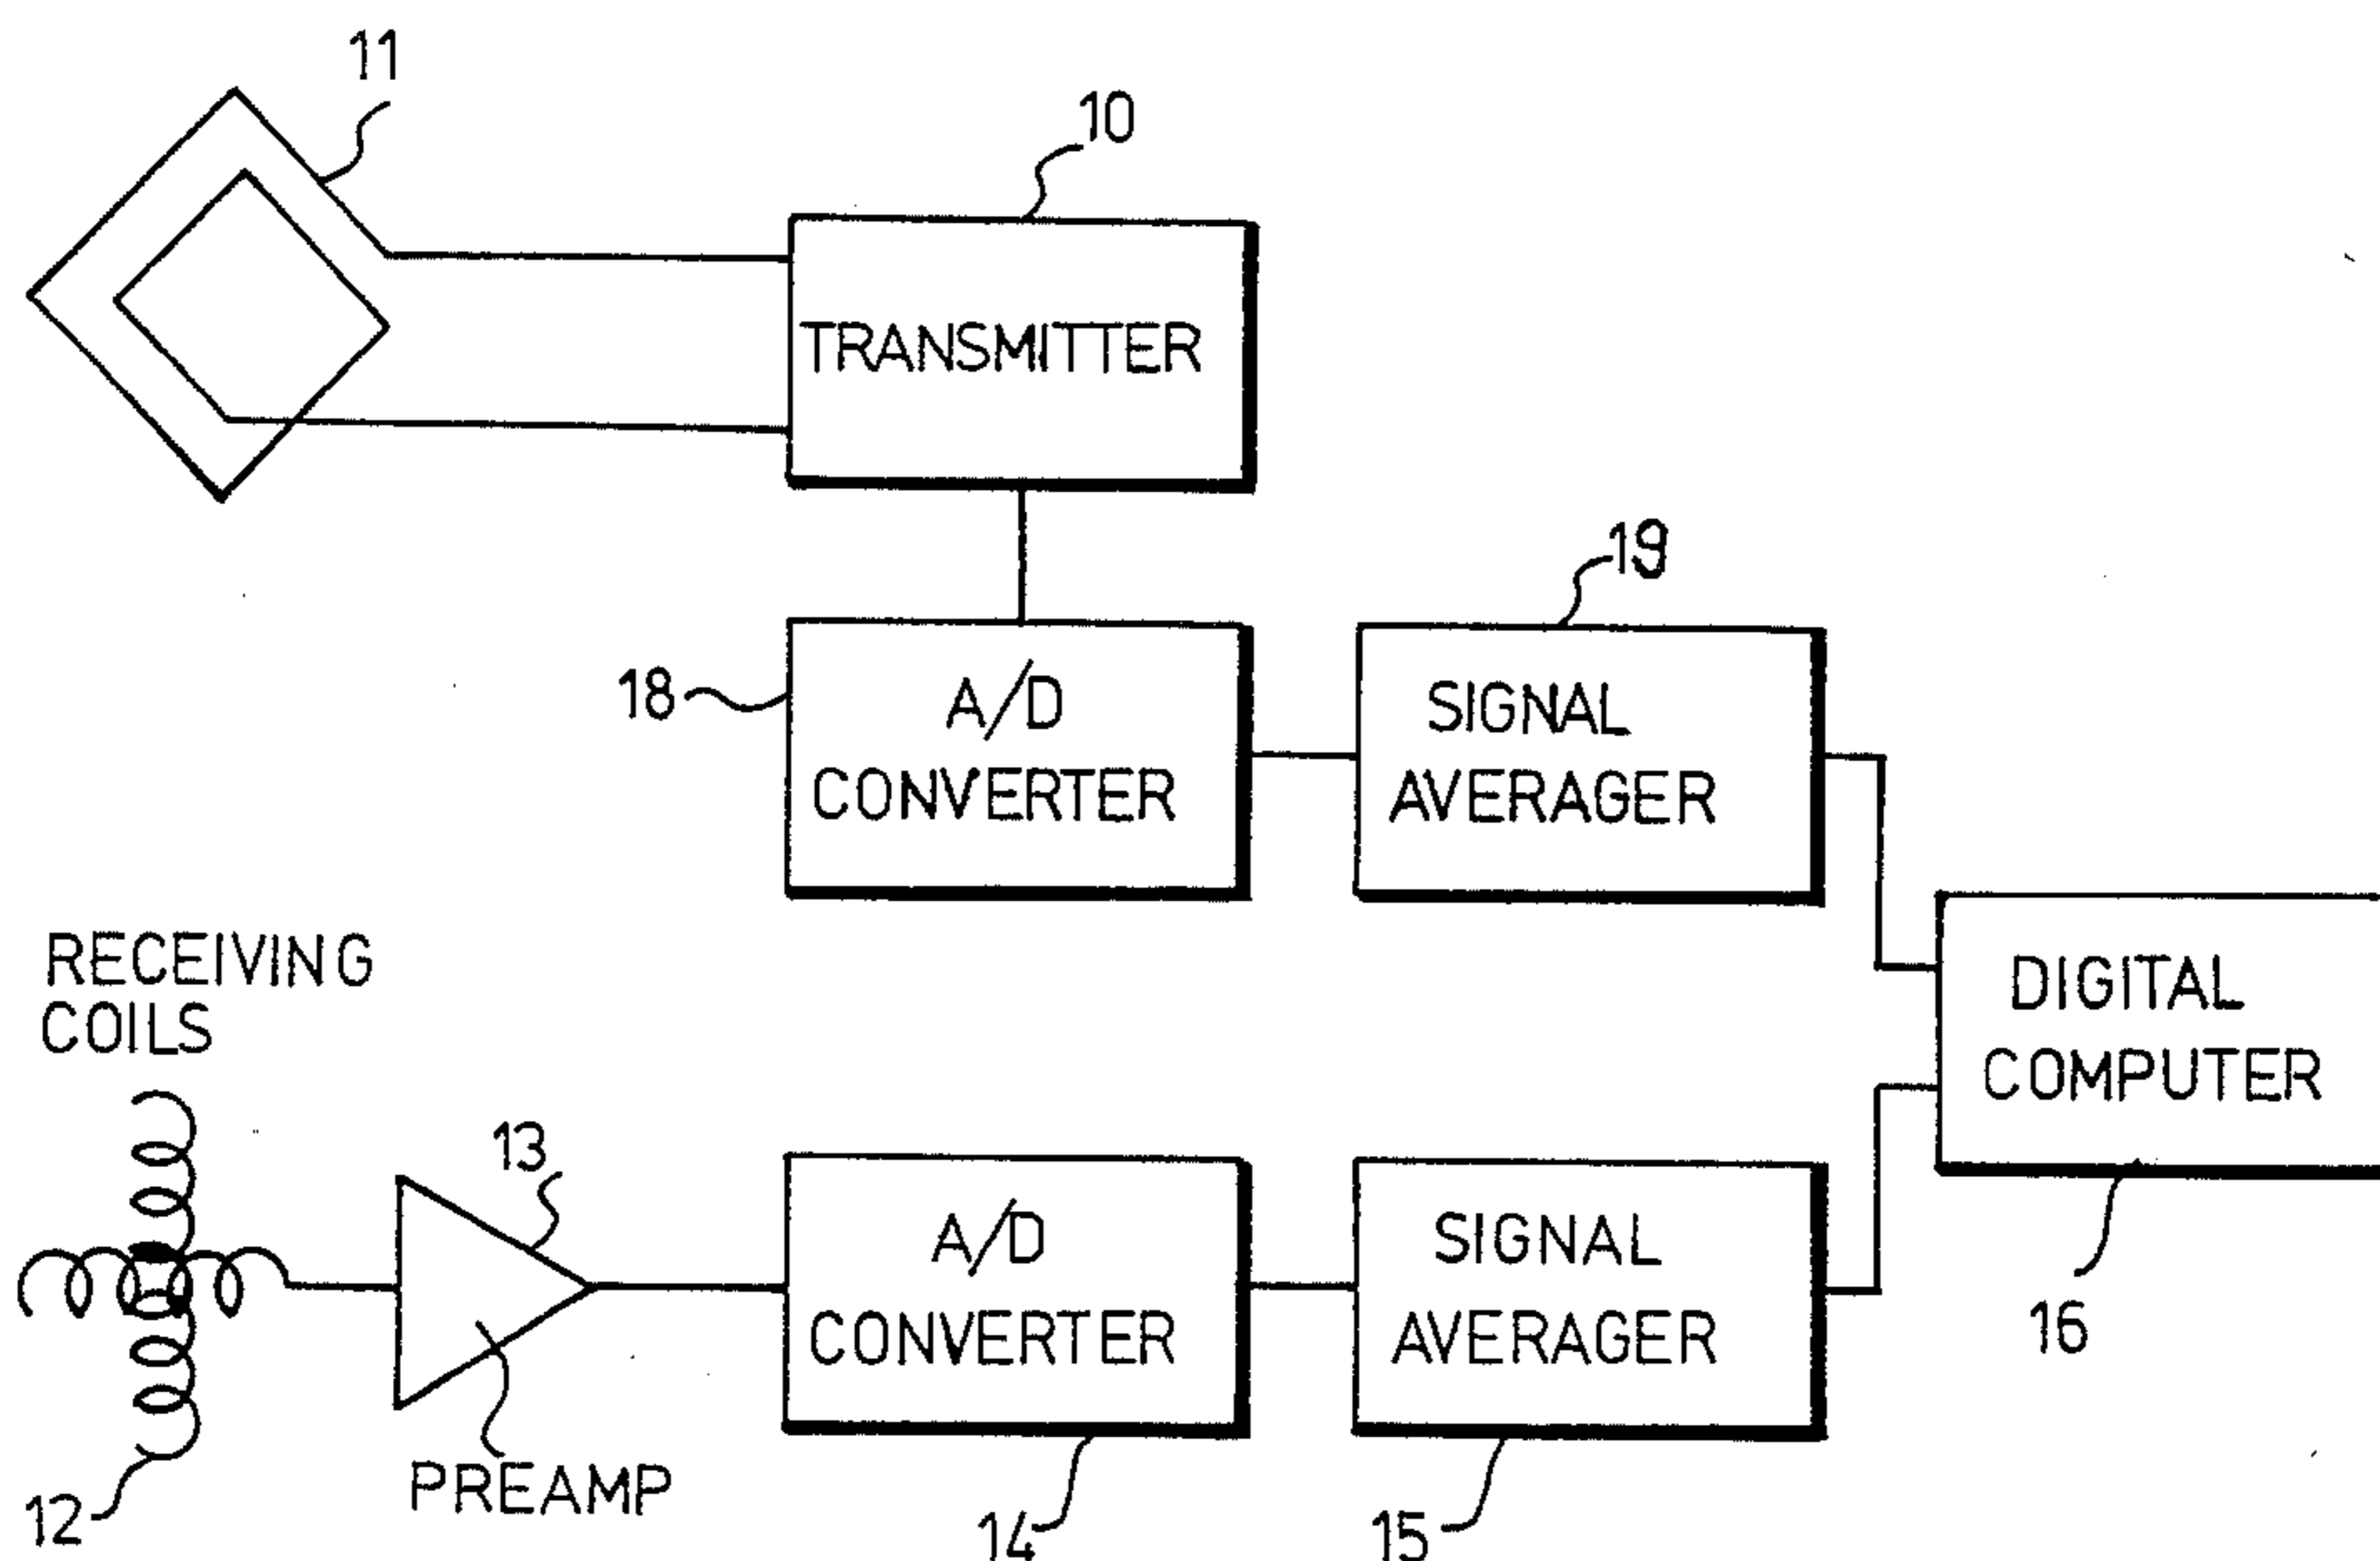 11
10
TRANSMITTER
19
18
A/D
CONVERTER
SIGNAL
AVERAGER
RECEIVING
COILS
DIGITAL
COMPUTER
13
A/D
CONVERTER
SIGNAL
AVERAGER
16
PREAMP
12
14
15